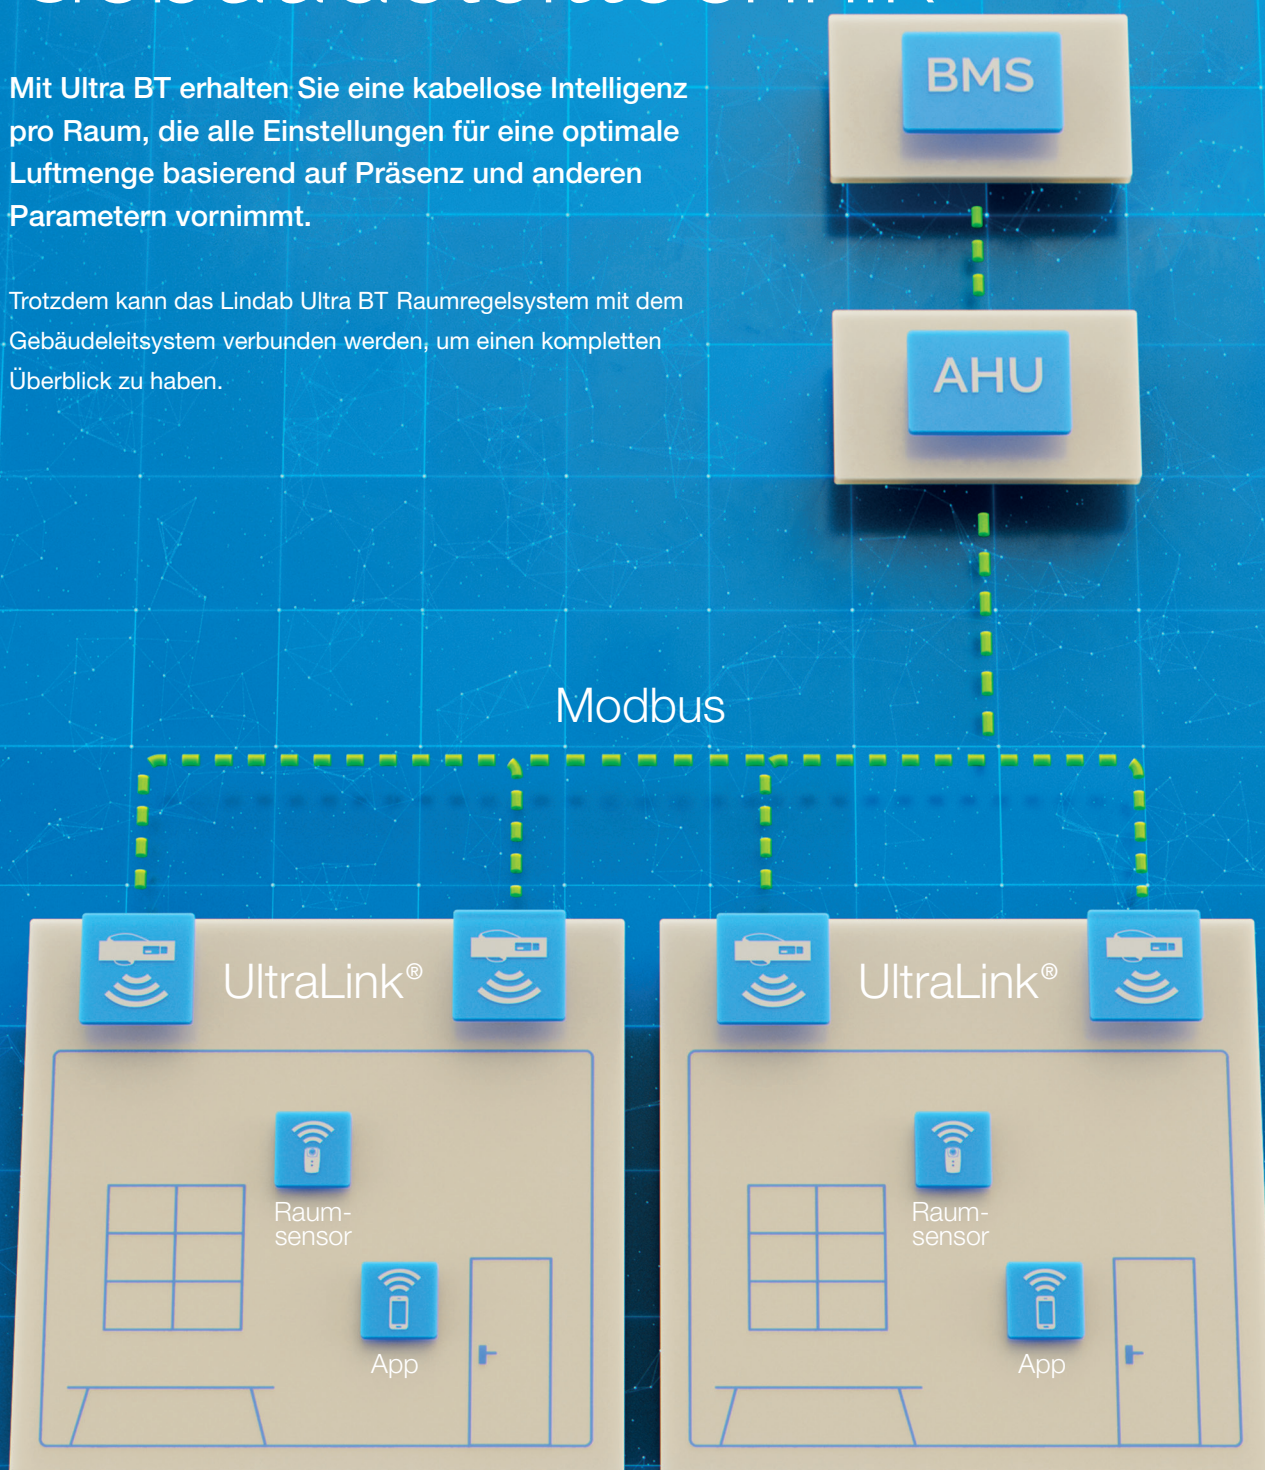 Mit Ultra BT erhalten Sie eine kabellose Intelligenz
pro Raum, die alle Einstellungen für eine optimale
Luftmenge basierend auf Präsenz und anderen
Parametern vornimmt.
Trotzdem kann das Lindab Ultra BT Raumregelsystem mit dem
Gebäudeleitsystem verbunden werden, um einen kompletten
Überblick zu haben.
BMS
AHU
Modbus
UltraLink®
UltraLink®
Raum-
sensor
Raum-
sensor
App
App